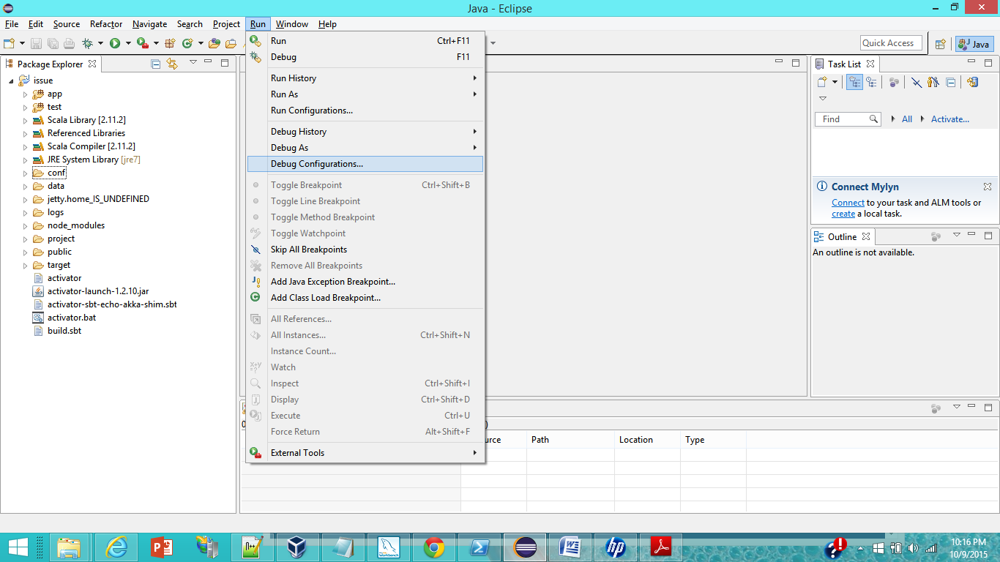 Java - Eclipse
File Edit Source Refactor Navigate Search Project Run Window Help
Quick Access
Java
Package Explorer
issue
app
test
Scala Library [2.11.2]
Referenced Libraries
Scala Compiler [2.11.2]
JRE System Library [jre7]
conf
data
jetty.home_IS_UNDEFINED
logs
node_modules
project
public
target
activator
activator-launch-1.2.10.jar
activator-sbt-echo-akka-shim.sbt
activator.bat
build.sbt
Run Ctrl+F11
Debug F11
Run History
Run As
Run Configurations...
Debug History
Debug As
Debug Configurations...
Toggle Breakpoint Ctrl+Shift+B
Toggle Line Breakpoint
Toggle Method Breakpoint
Toggle Watchpoint
Skip All Breakpoints
Remove All Breakpoints
Add Java Exception Breakpoint...
Add Class Load Breakpoint...
All References...
All Instances... Ctrl+Shift+N
Instance Count...
Watch
Inspect Ctrl+Shift+I
Display Ctrl+Shift+D
Execute Ctrl+U
Force Return Alt+Shift+F
External Tools
Task List
Find All Activate...
Connect Mylyn
Connect to your task and ALM tools or
create a local task.
Outline
An outline is not available.
Path Location Type
10:16 PM
10/9/2015